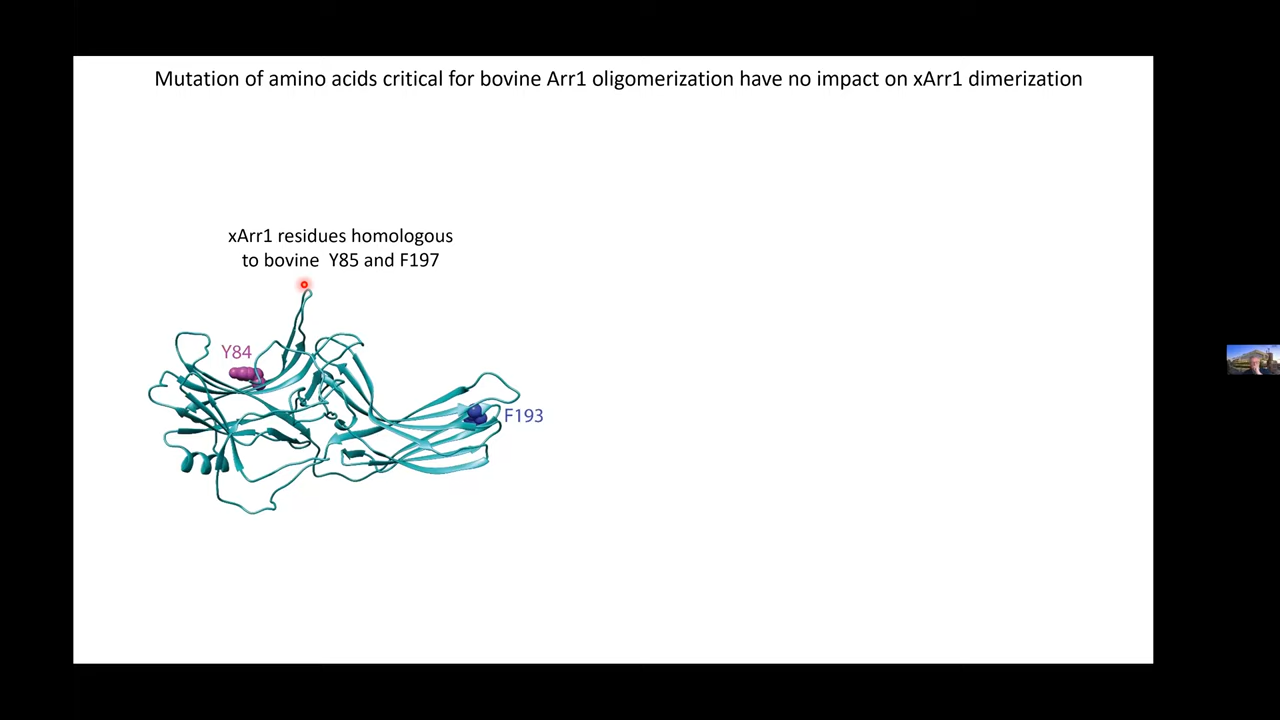 Mutation of amino acids critical for bovine Arr1 oligomerization have no impact on xArr1 dimerization
xArr1 residues homologous
to bovine Y85 and F197
Y84
F193